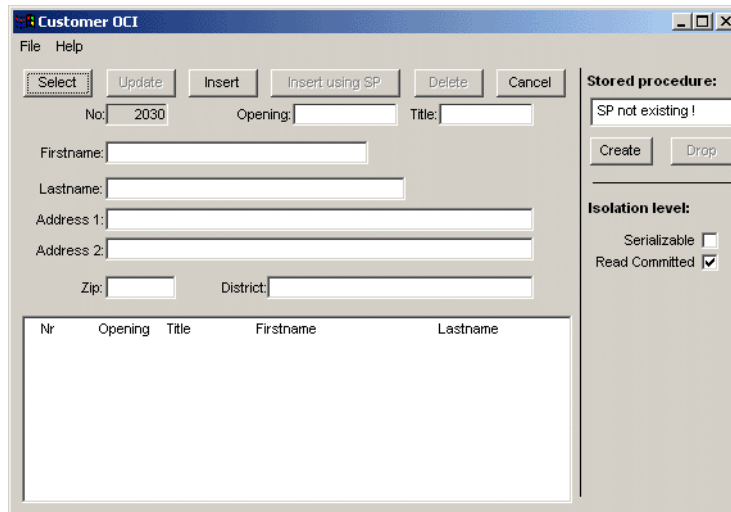 Customer OCI
File Help
Select Update Insert Insert using SP Delete Cancel
No: 2030 Opening: Title:
Firstname:
Lastname:
Address 1:
Address 2:
Zip: District:
Nr Opening Title Firstname Lastname
Stored procedure:
SP not existing !
Create Drop
Isolation level:
Serializable
Read Committed